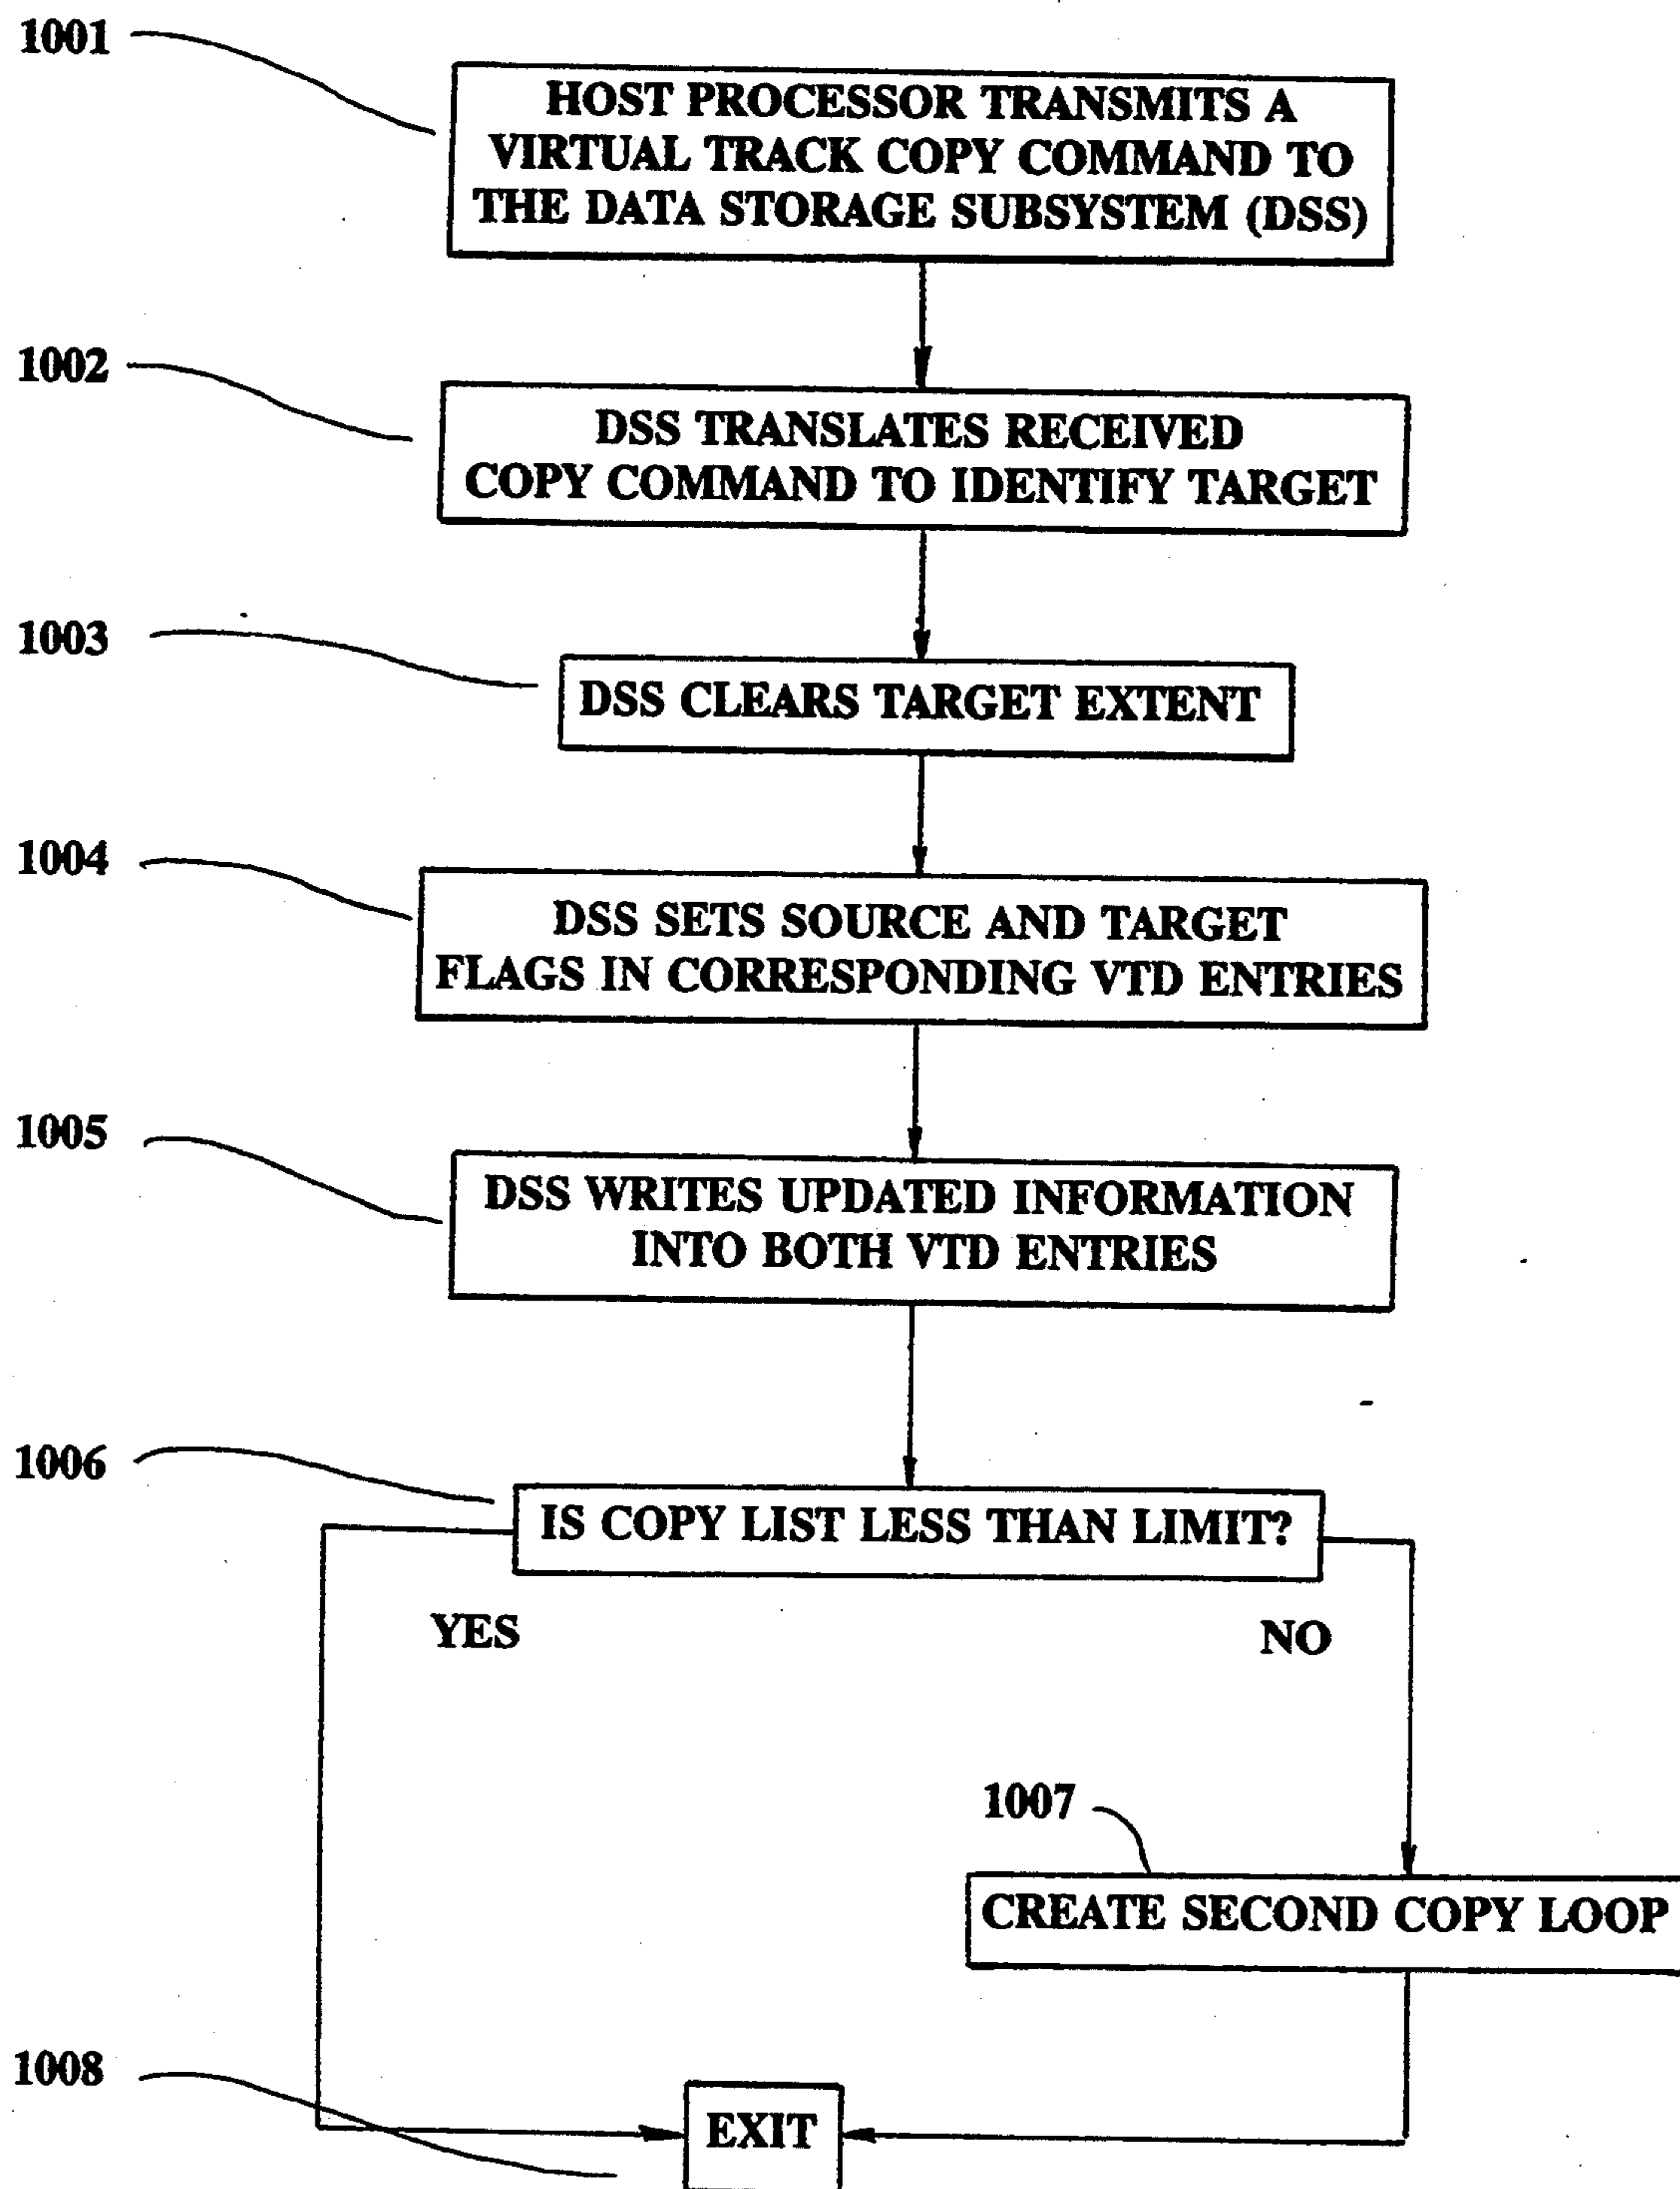 1001
HOST PROCESSOR TRANSMITS A
VIRTUAL TRACK COPY COMMAND TO
THE DATA STORAGE SUBSYSTEM (DSS)
1002
DSS TRANSLATES RECEIVED
COPY COMMAND TO IDENTIFY TARGET
1003
DSS CLEARS TARGET EXTENT
1004
DSS SETS SOURCE AND TARGET
FLAGS IN CORRESPONDING VTD ENTRIES
1005
DSS WRITES UPDATED INFORMATION
INTO BOTH VTD ENTRIES
1006
IS COPY LIST LESS THAN LIMIT?
YES
NO
1007
CREATE SECOND COPY LOOP
1008
EXIT